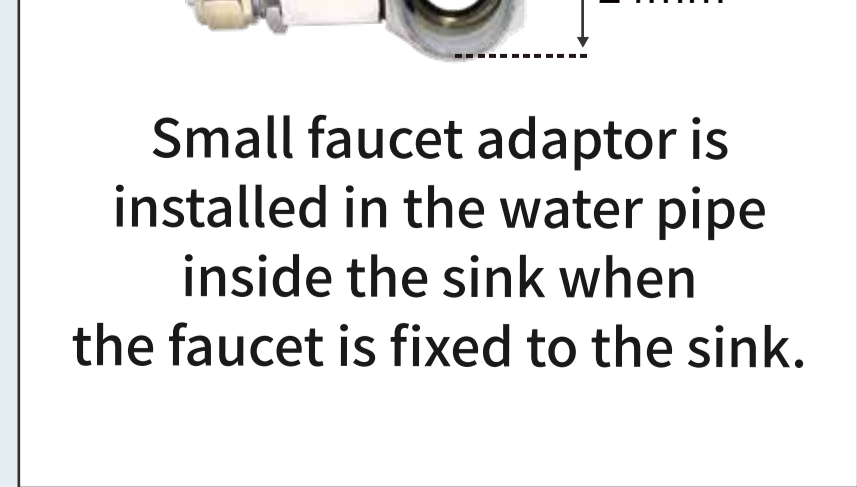 Small faucet adaptor is
installed in the water pipe
inside the sink when
the faucet is fixed to the sink.